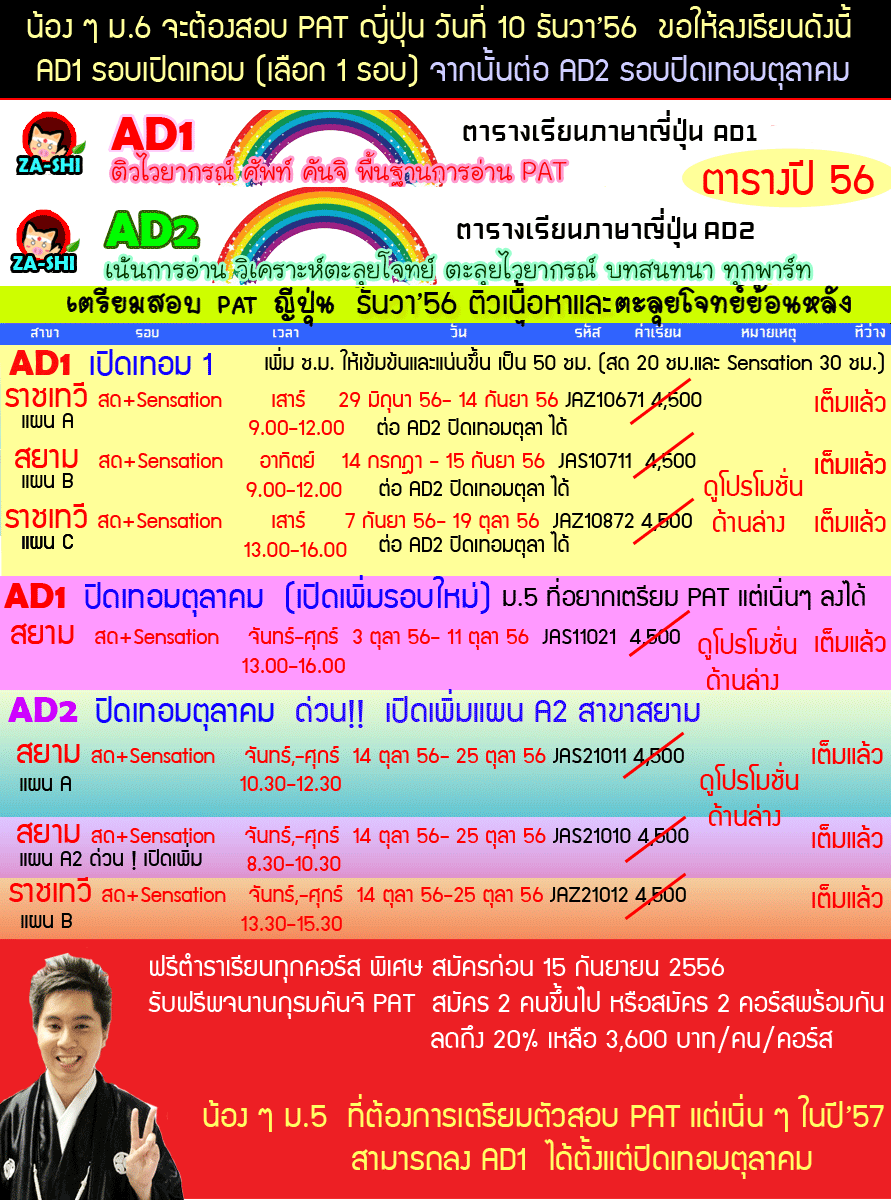 น้อง ๆ ม.6 จะต้องสอบ PAT ญี่ปุ่น วันที่ 10 ธันวา'56 ขอให้ลงเรียนดังนี้
AD1 รอบเปิดเทอม (เลือก 1 รอบ) จากนั้นต่อ AD2 รอบปิดเทอมตุลาคม
ZA-SHI
AD1
ตารางเรียนภาษาญี่ปุ่น AD1
ติวไวยากรณ์ ศัพท์ คันจิ พื้นฐานการอ่าน PAT
ตารางปี 56
ZA-SHI
AD2
ตารางเรียนภาษาญี่ปุ่น AD2
เน้นการอ่าน วิเคราะห์ตะลุยโจทย์ ตะลุยไวยากรณ์ บทสนทนา ทุกพาร์ท
เตรียมสอบ PAT ญี่ปุ่น ธันวา'56 ติวเนื้อหาและตะลุยโจทย์ย้อนหลัง
สาขา รอบ เวลา วัน รหัส ค่าเรียน หมายเหตุ ที่ว่าง
AD1 เปิดเทอม 1 เพิ่ม ช.ม. ให้เข้มข้นและแน่นขึ้น เป็น 50 ชม. (สด 20 ชม.และ Sensation 30 ชม.)
ราชเทวี สด+Sensation เสาร์ 29 มิถุนา 56- 14 กันยา 56 JAZ10671 4,500 เต็มแล้ว
แผน A 9.00-12.00 ต่อ AD2 ปิดเทอมตุลา ได้
สยาม สด+Sensation อาทิตย์ 14 กรกฎา - 15 กันยา 56 JAS10711 4,500 เต็มแล้ว
แผน B 9.00-12.00 ต่อ AD2 ปิดเทอมตุลา ได้ ดูโปรโมชั่น
ราชเทวี สด+Sensation เสาร์ 7 กันยา 56- 19 ตุลา 56 JAZ10872 4,500 ด้านล่าง เต็มแล้ว
แผน C 13.00-16.00 ต่อ AD2 ปิดเทอมตุลา ได้
AD1 ปิดเทอมตุลาคม (เปิดเพิ่มรอบใหม่) ม.5 ที่อยากเตรียม PAT แต่เนิ่นๆ ลงได้
สยาม สด+Sensation จันทร์-ศุกร์ 3 ตุลา 56- 11 ตุลา 56 JAS11021 4,500 ดูโปรโมชั่น เต็มแล้ว
13.00-16.00 ด้านล่าง
AD2 ปิดเทอมตุลาคม ด่วน!! เปิดเพิ่มแผน A2 สาขาสยาม
สยาม สด+Sensation จันทร์,-ศุกร์ 14 ตุลา 56- 25 ตุลา 56 JAS21011 4,500 เต็มแล้ว
แผน A 10.30-12.30 ดูโปรโมชั่น
ด้านล่าง
สยาม สด+Sensation จันทร์,-ศุกร์ 14 ตุลา 56- 25 ตุลา 56 JAS21010 4,500 เต็มแล้ว
แผน A2 ด่วน ! เปิดเพิ่ม 8.30-10.30
ราชเทวี สด+Sensation จันทร์,-ศุกร์ 14 ตุลา 56-25 ตุลา 56 JAZ21012 4,500 เต็มแล้ว
แผน B 13.30-15.30
ฟรีตำราเรียนทุกคอร์ส พิเศษ สมัครก่อน 15 กันยายน 2556
รับฟรีพจนานกุรมคันจิ PAT สมัคร 2 คนขึ้นไป หรือสมัคร 2 คอร์สพร้อมกัน
ลดถึง 20% เหลือ 3,600 บาท/คน/คอร์ส
น้อง ๆ ม.5 ที่ต้องการเตรียมตัวสอบ PAT แต่เนิ่น ๆ ในปี'57
สามารถลง AD1 ได้ตั้งแต่ปิดเทอมตุลาคม